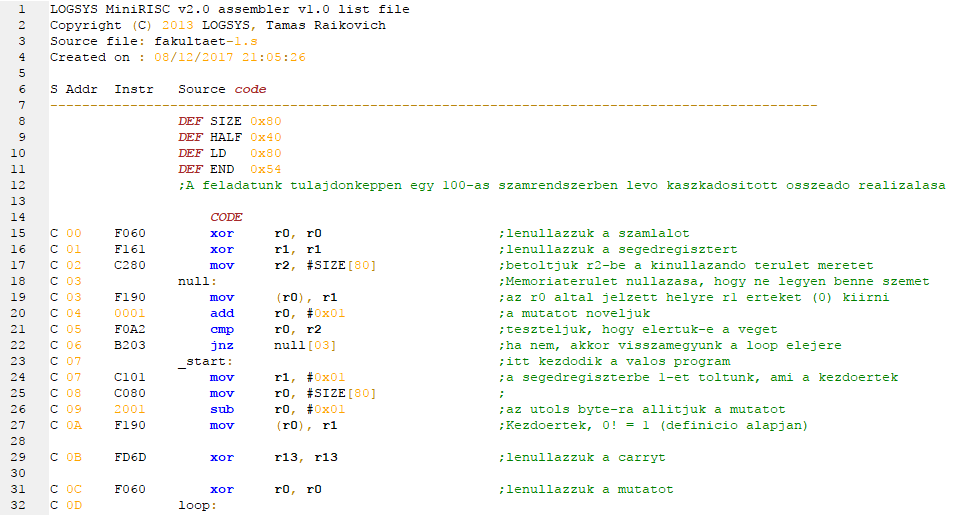 1 LOGSYS MiniRISC v2.0 assembler v1.0 list file
2 Copyright (C) 2013 LOGSYS, Tamas Raikovich
3 Source file: fakultaet-1.s
4 Created on : 08/12/2017 21:05:26
5
6 S Addr Instr Source code
7 ------------------------------------------------------------------------------------------------
8 DEF SIZE 0x80
9 DEF HALF 0x40
10 DEF LD 0x80
11 DEF END 0x54
12 ;A feladatunk tulajdonkeppen egy 100-as szamrendszerben levo kaszkadositott osszeado realizalasa
13
14 CODE
15 C 00 F060 xor r0, r0 ;lenullazzuk a szamlalot
16 C 01 F161 xor r1, r1 ;lenullazzuk a segedregisztert
17 C 02 C280 mov r2, #SIZE[80] ;betoltjuk r2-be a kinullazando terulet meretet
18 C 03 null: ;Memoriaterulet nullazasa, hogy ne legyen benne szemet
19 C 03 F190 mov (r0), r1 ;az r0 altal jelzett helyre r1 erteket (0) kiirni
20 C 04 0001 add r0, #0x01 ;a mutatot noveljuk
21 C 05 F0A2 cmp r0, r2 ;teszteljuk, hogy elertuk-e a veget
22 C 06 B203 jnz null[03] ;ha nem, akkor visszamegyunk a loop elejere
23 C 07 _start: ;itt kezdodik a valos program
24 C 07 C101 mov r1, #0x01 ;a segedregiszterbe 1-et toltunk, ami a kezdoertek
25 C 08 C080 mov r0, #SIZE[80] ;
26 C 09 2001 sub r0, #0x01 ;az utols byte-ra allitjuk a mutatot
27 C 0A F190 mov (r0), r1 ;Kezdoertek, 0! = 1 (definicio alapjan)
28
29 C 0B FD6D xor r13, r13 ;lenullazzuk a carryt
30
31 C 0C F060 xor r0, r0 ;lenullazzuk a mutatot
32 C 0D loop: